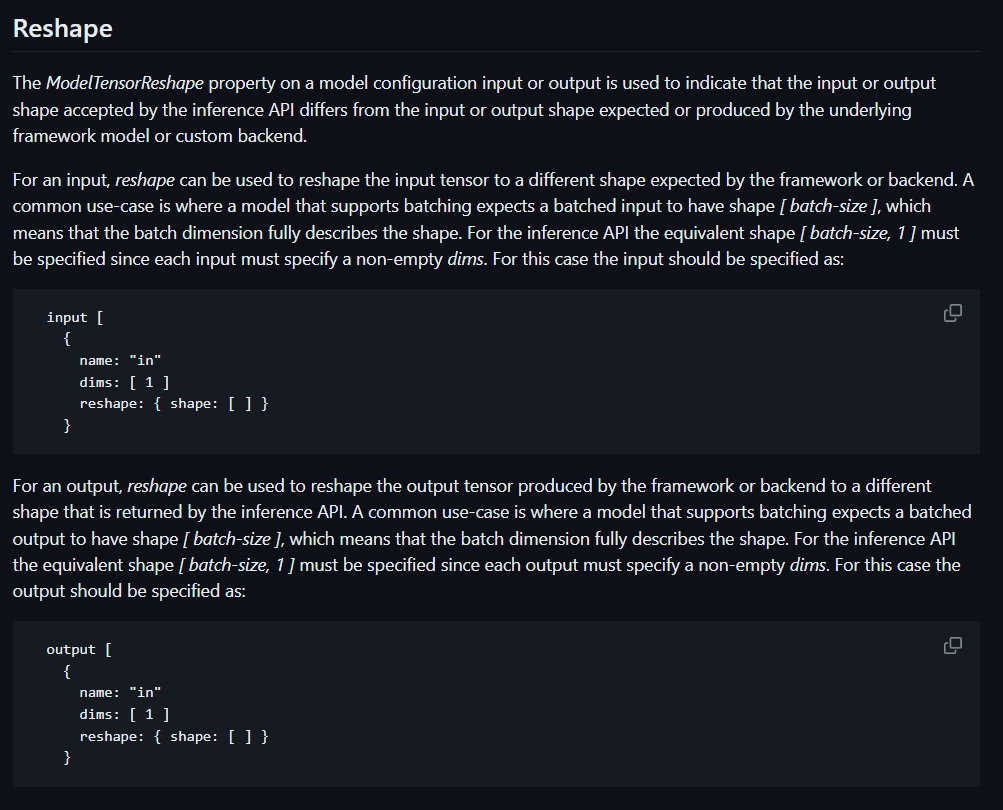 Reshape
The ModelTensorReshape property on a model configuration input or output is used to indicate that the input or output
shape accepted by the inference API differs from the input or output shape expected or produced by the underlying
framework model or custom backend.
For an input, reshape can be used to reshape the input tensor to a different shape expected by the framework or backend. A
common use-case is where a model that supports batching expects a batched input to have shape [ batch-size ], which
means that the batch dimension fully describes the shape. For the inference API the equivalent shape [ batch-size, 1 ] must
be specified since each input must specify a non-empty dims. For this case the input should be specified as:
input [
{
name: "in"
dims: [ 1 ]
reshape: { shape: [ ] }
}
For an output, reshape can be used to reshape the output tensor produced by the framework or backend to a different
shape that is returned by the inference API. A common use-case is where a model that supports batching expects a batched
output to have shape [ batch-size ], which means that the batch dimension fully describes the shape. For the inference API
the equivalent shape [ batch-size, 1 ] must be specified since each output must specify a non-empty dims. For this case the
output should be specified as:
output [
{
name: "in"
dims: [ 1 ]
reshape: { shape: [ ] }
}